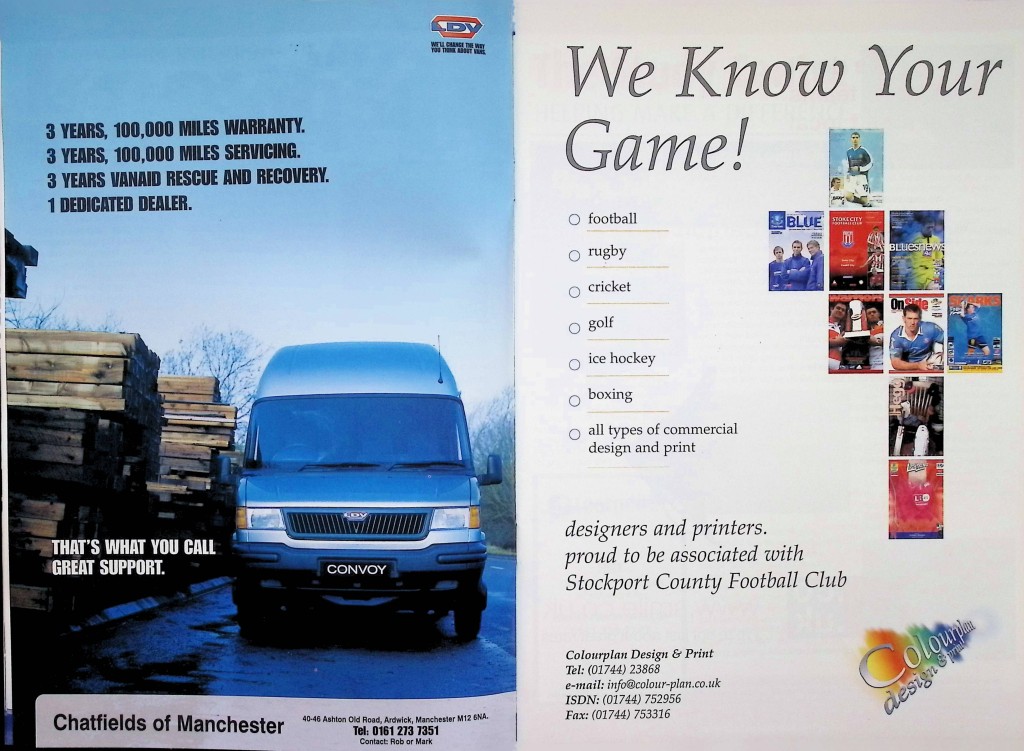 LDV
WE'LL CHANGE THE WAY
YOU THINK ABOUT VANS.
3 YEARS, 100,000 MILES WARRANTY.
3 YEARS, 100,000 MILES SERVICING.
3 YEARS VANAID RESCUE AND RECOVERY.
1 DEDICATED DEALER.
LDV
CONVOY
THAT'S WHAT YOU CALL
GREAT SUPPORT.
Chatfields of Manchester
40-46 Ashton Old Road, Ardwick, Manchester M12 6NA.
Tel: 0161 273 7351
Contact: Rob or Mark
We Know Your
Game!
football
rugby
cricket
golf
ice hockey
boxing
all types of commercial
design and print
BLUE
STOKE CITY
FOOTBALL CLUB
BLUESNEWS
OnSide
designers and printers.
proud to be associated with
Stockport County Football Club
Colourplan Design & Print
Tel: (01744) 23868
e-mail: info@colour-plan.co.uk
ISDN: (01744) 752956
Fax: (01744) 753316
Colourplan
design & print